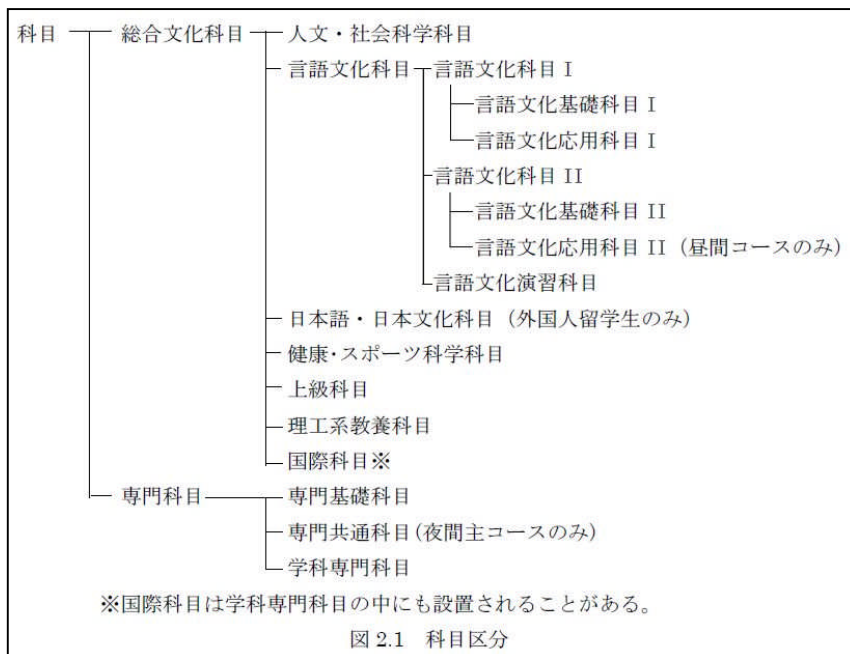 科目 総合文化科目 人文・社会科学科目
言語文化科目 言語文化科目 I
言語文化基礎科目 I
言語文化応用科目 I
言語文化科目 II
言語文化基礎科目 II
言語文化応用科目 II（昼間コースのみ）
言語文化演習科目
日本語・日本文化科目（外国人留学生のみ）
健康・スポーツ科学科目
上級科目
理工系教養科目
国際科目※
専門科目 専門基礎科目
専門共通科目(夜間主コースのみ)
学科専門科目
※国際科目は学科専門科目の中にも設置されることがある。
図 2.1 科目区分